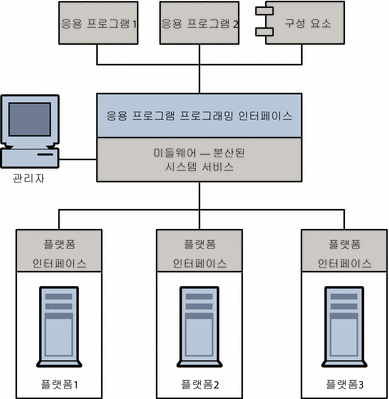 응용 프로그램1
응용 프로그램 2
구성 요소
응용 프로그램 프로그래밍 인터페이스
미들웨어 — 분산된
시스템 서비스
관리자
플랫폼
인터페이스
플랫폼
인터페이스
플랫폼
인터페이스
플랫폼1
플랫폼2
플랫폼3